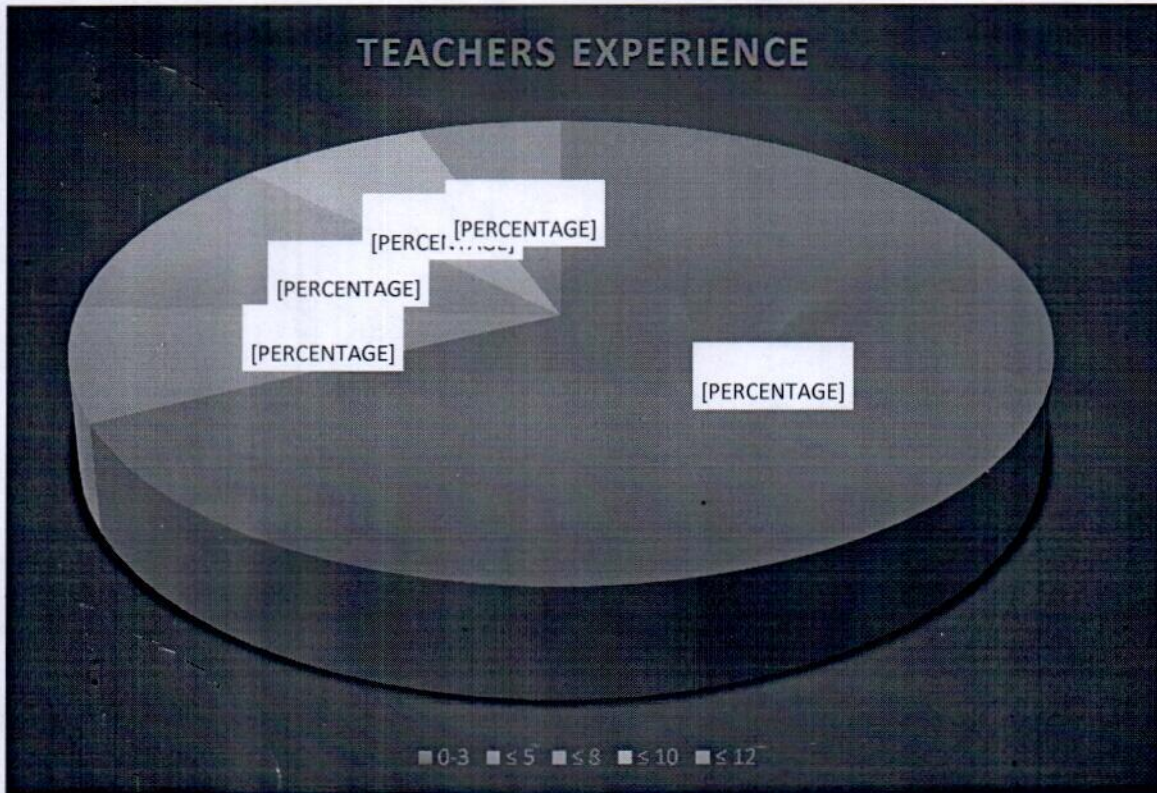 TEACHERS EXPERIENCE
[PERCENTAGE]
[PERCENTAGE]
[PERCENTAGE]
[PERCENTAGE]
[PERCENTAGE]
0-3 ≤ 5 ≤ 8 ≤ 10 ≤ 12